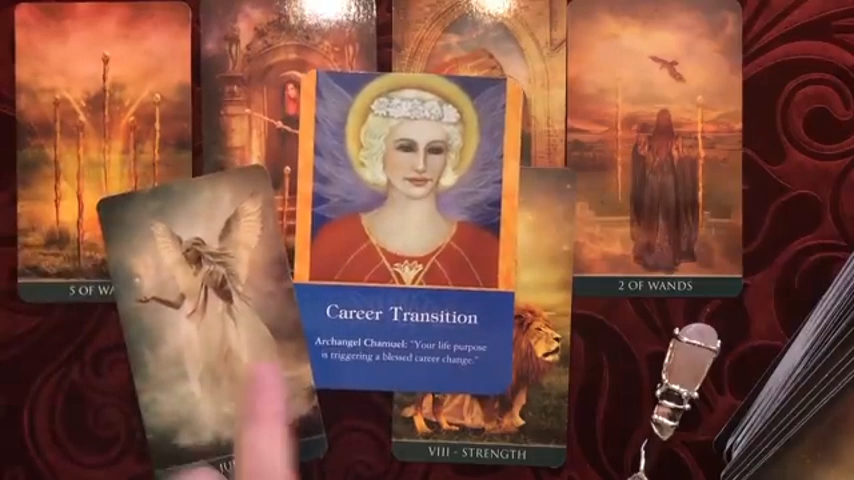 5 OF WA
2 OF WANDS
Career Transition
Archangel Chamuel: "Your life purpose
is triggering a blessed career change."
VIII - STRENGTH